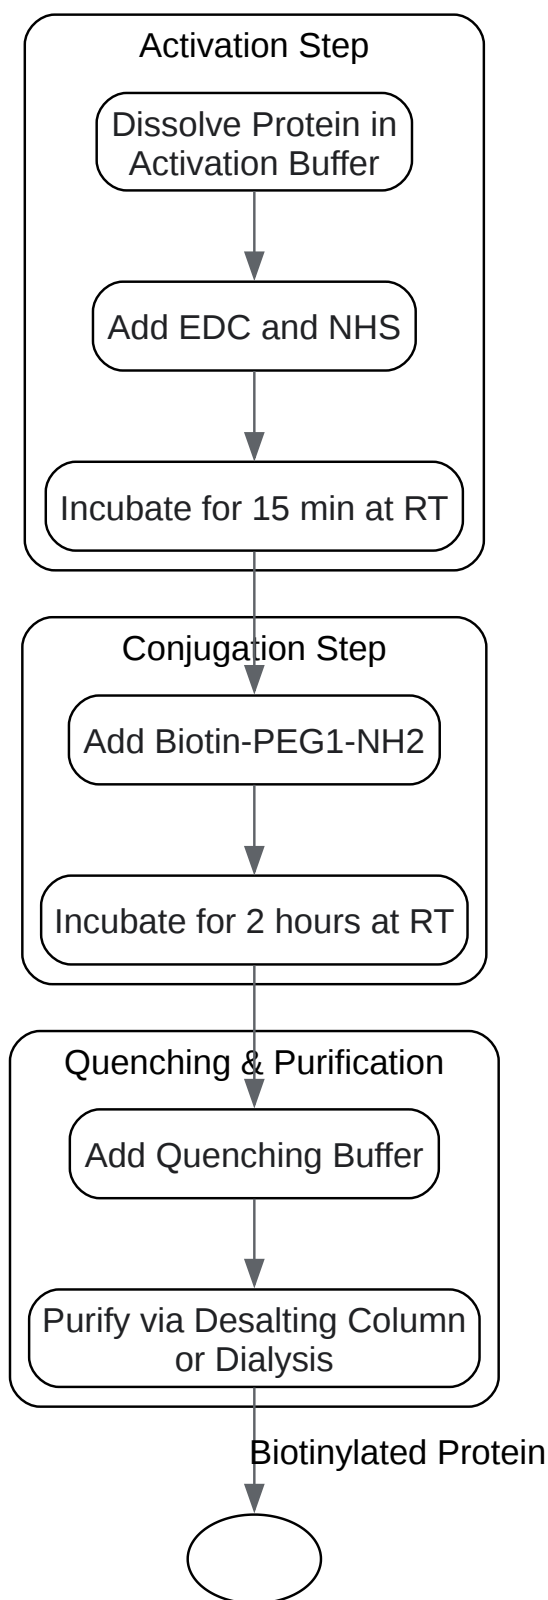 Activation Step
Dissolve Protein in
Activation Buffer
Add EDC and NHS
Incubate for 15 min at RT
Conjugation Step
Add Biotin-PEG1-NH2
Incubate for 2 hours at RT
Quenching & Purification
Add Quenching Buffer
Purify via Desalting Column
or Dialysis
Biotinylated Protein